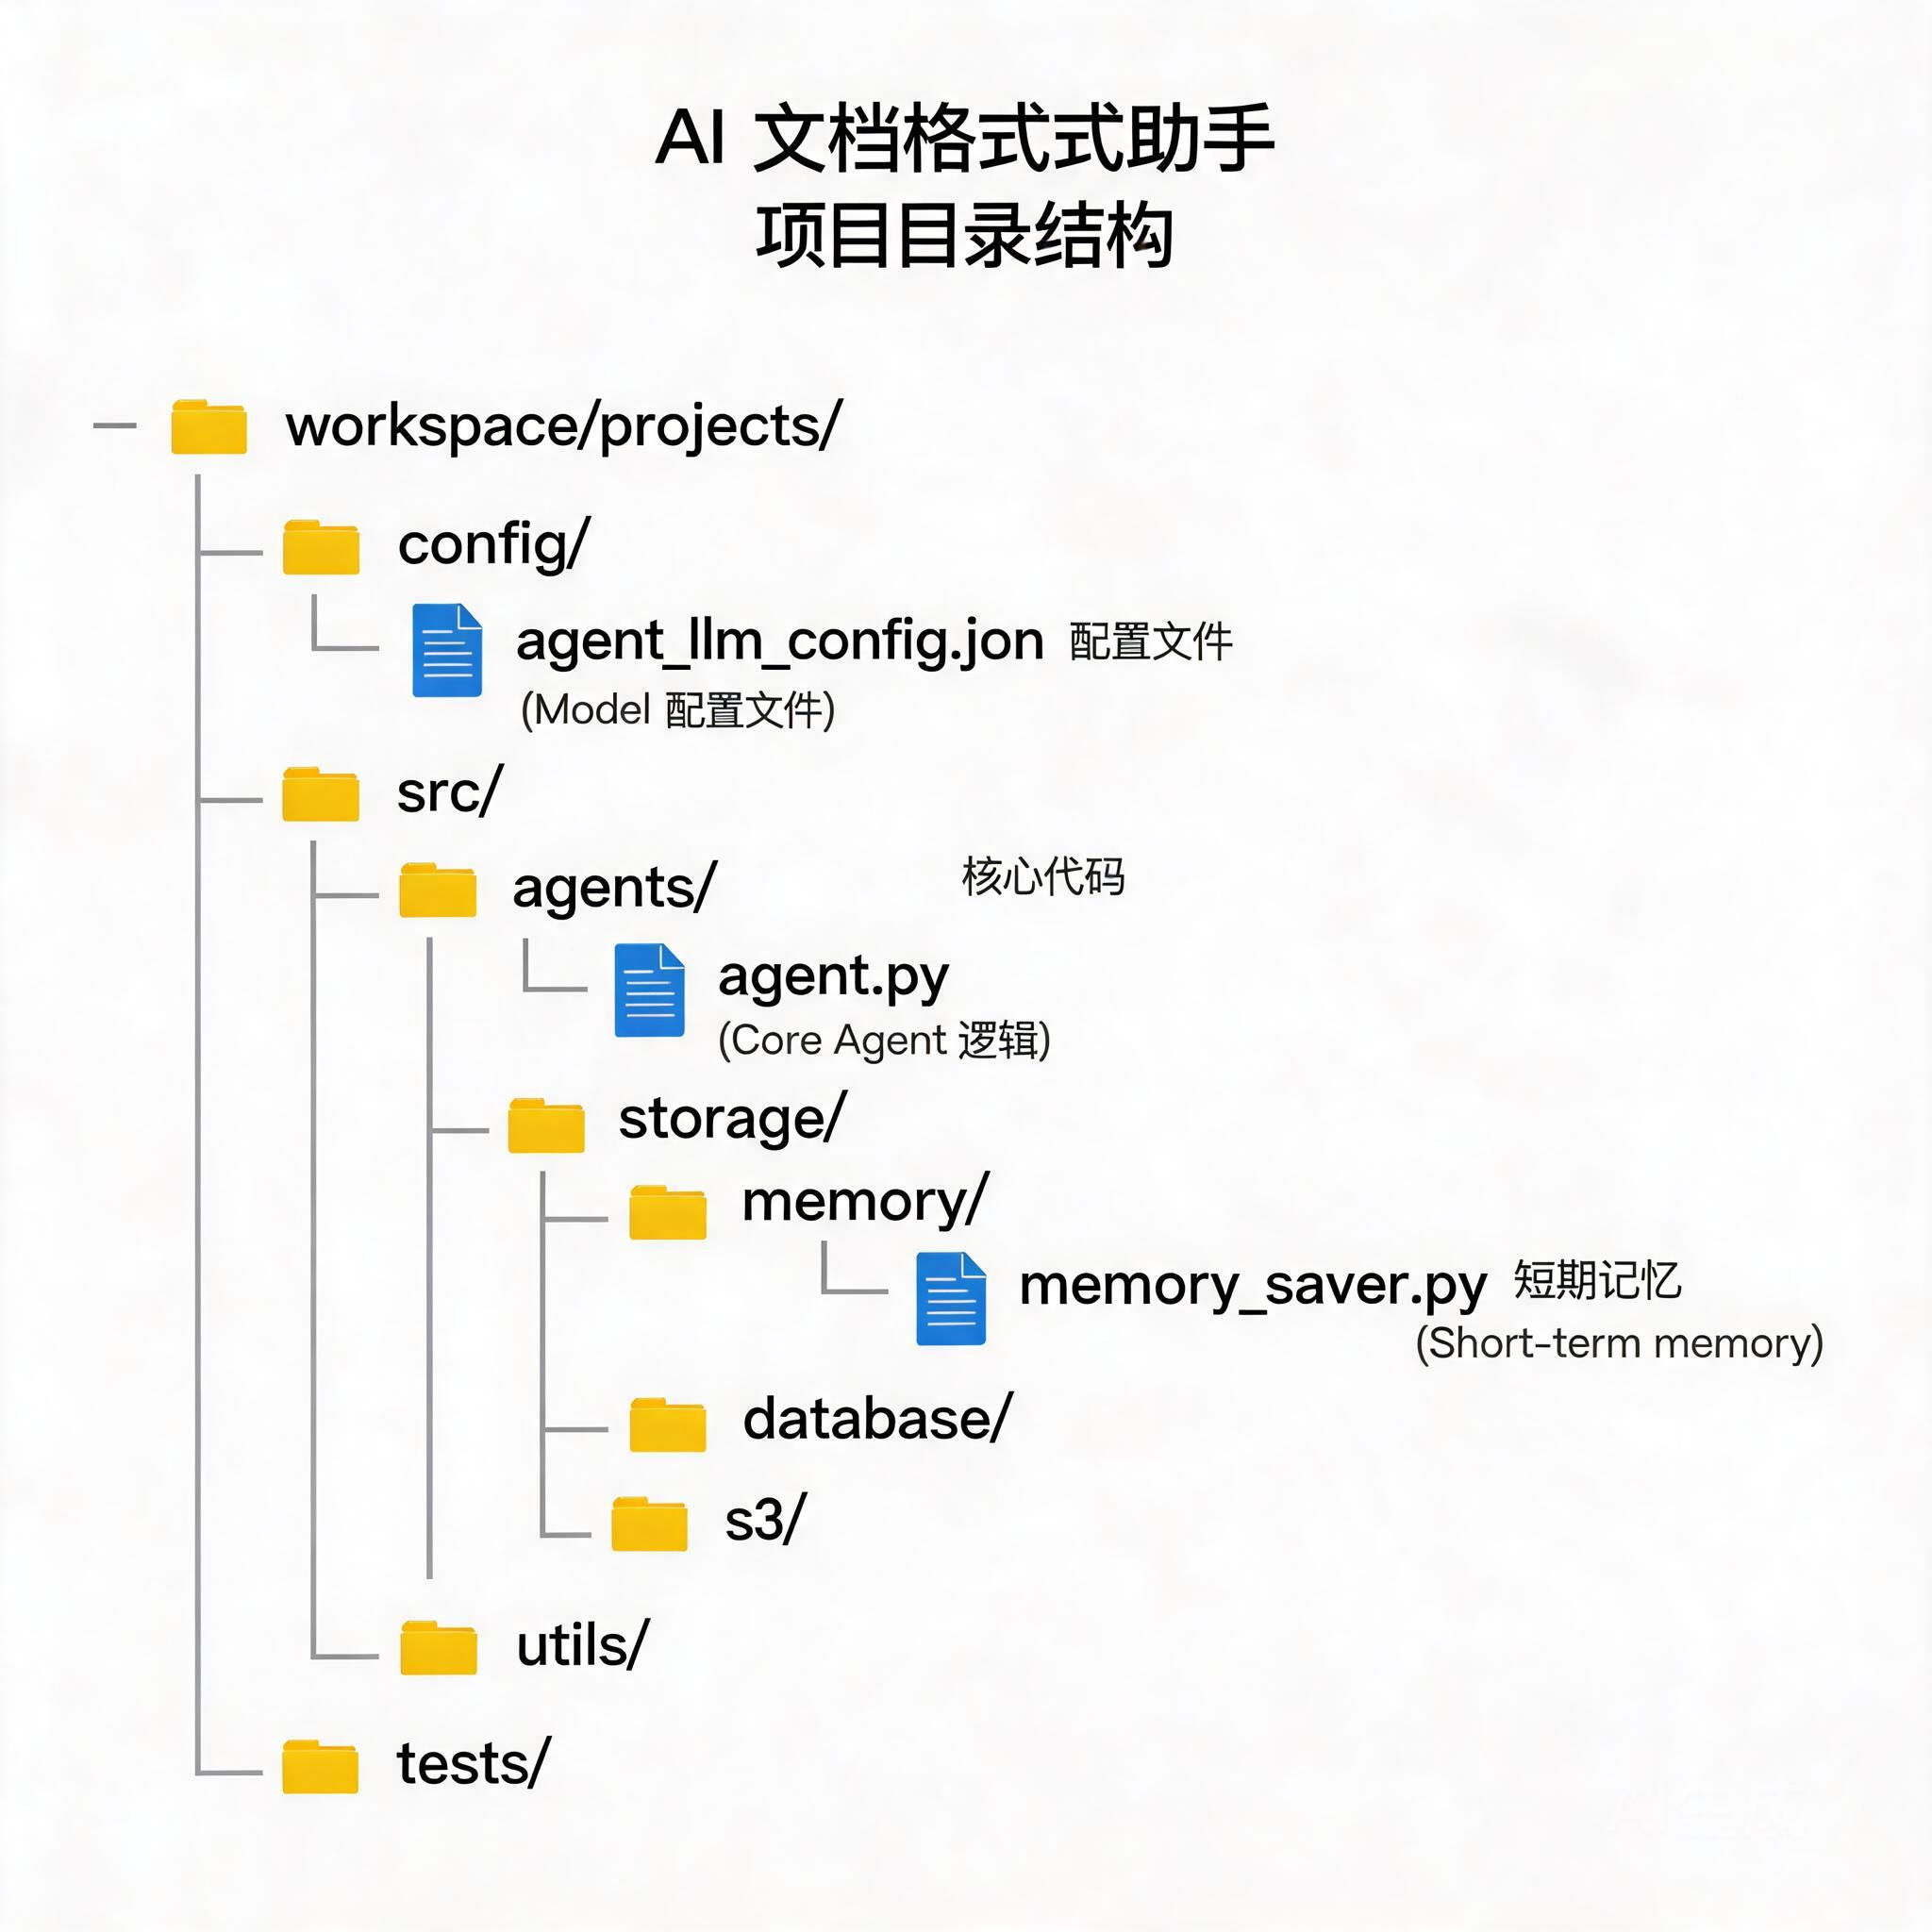 AI 文档格式式助手
项目目录结构
workspace/projects/
config/
agent_llm_config.jon 配置文件
(Model 配置文件)
src/
agents/ 核心代码
agent.py
(Core Agent 逻辑)
storage/
memory/
memory_saver.py 短期记忆
(Short-term memory)
database/
s3/
utils/
tests/